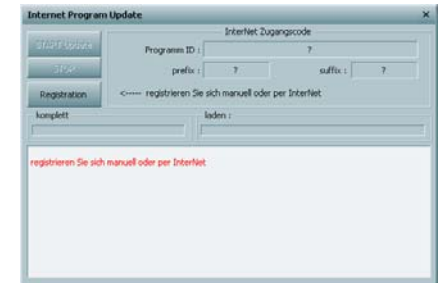 Internet Program Update
InterNet Zugangscode
START Update
Programm ID : ?
STOP
prefix : ? suffix : ?
Registration
<----- registrieren Sie sich manuell oder per InterNet
komplett
laden :
registrieren Sie sich manuell oder per InterNet